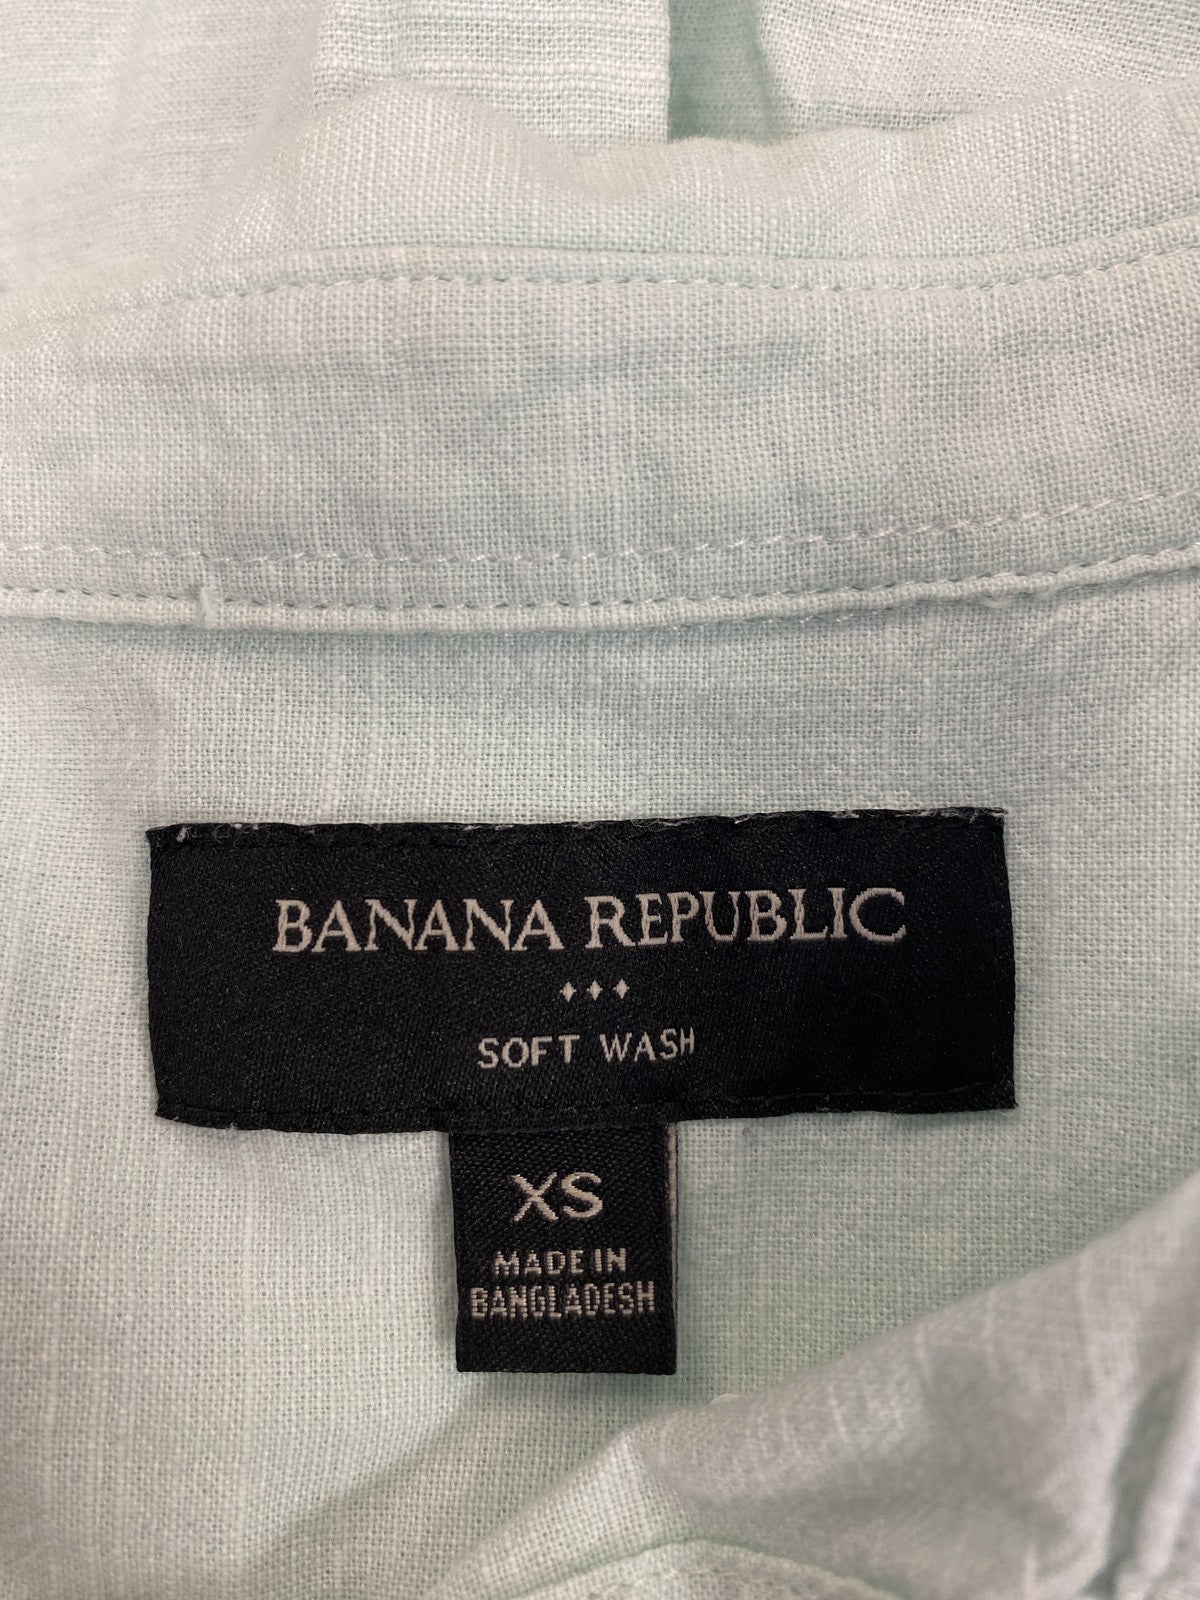 BANANA REPUBLIC
SOFT WASH
XS
MADE IN
BANGLADESH